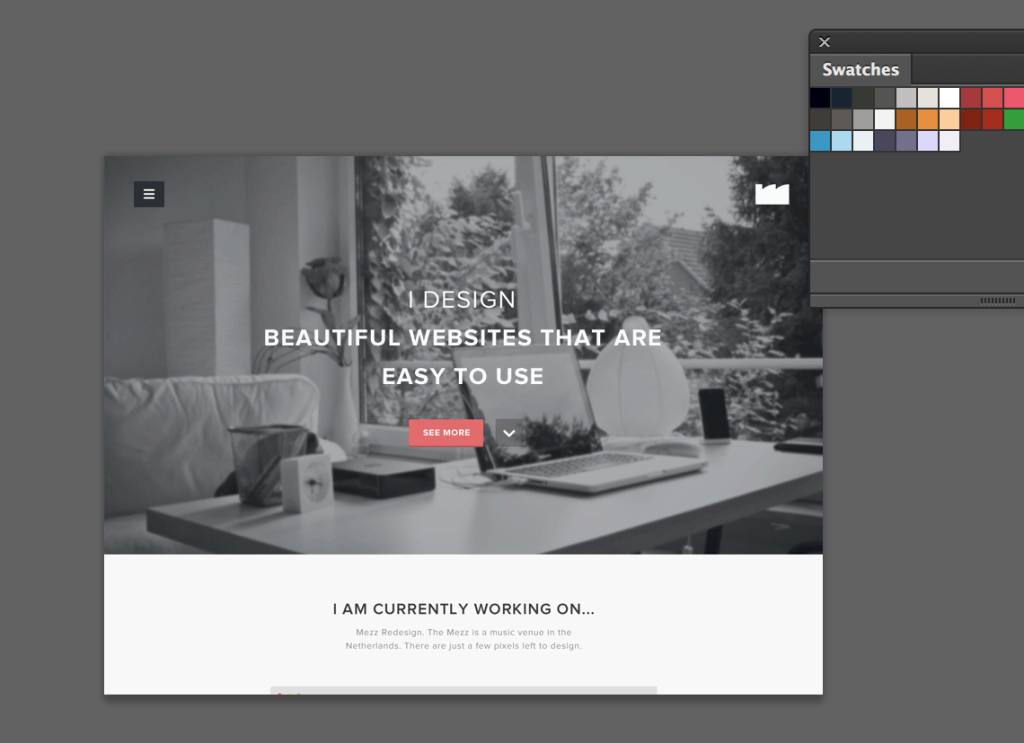 Swatches
I DESIGN
BEAUTIFUL WEBSITES THAT ARE
EASY TO USE
SEE MORE
I AM CURRENTLY WORKING ON...
Mezz Redesign. The Mezz is a music venue in the
Netherlands. There are just a few pixels left to design.